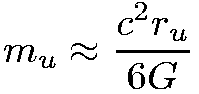 m_u ≈ \frac{c^2 r_u}{6G}